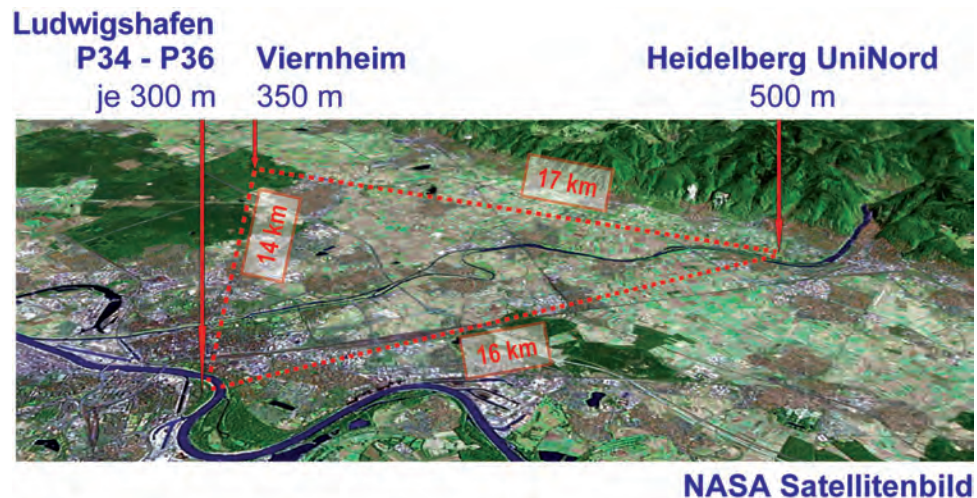 Ludwigshafen
P34 - P36
je 300 m
Viernheim
350 m
Heidelberg UniNord
500 m
17 km
14 km
16 km
NASA Satellitenbild